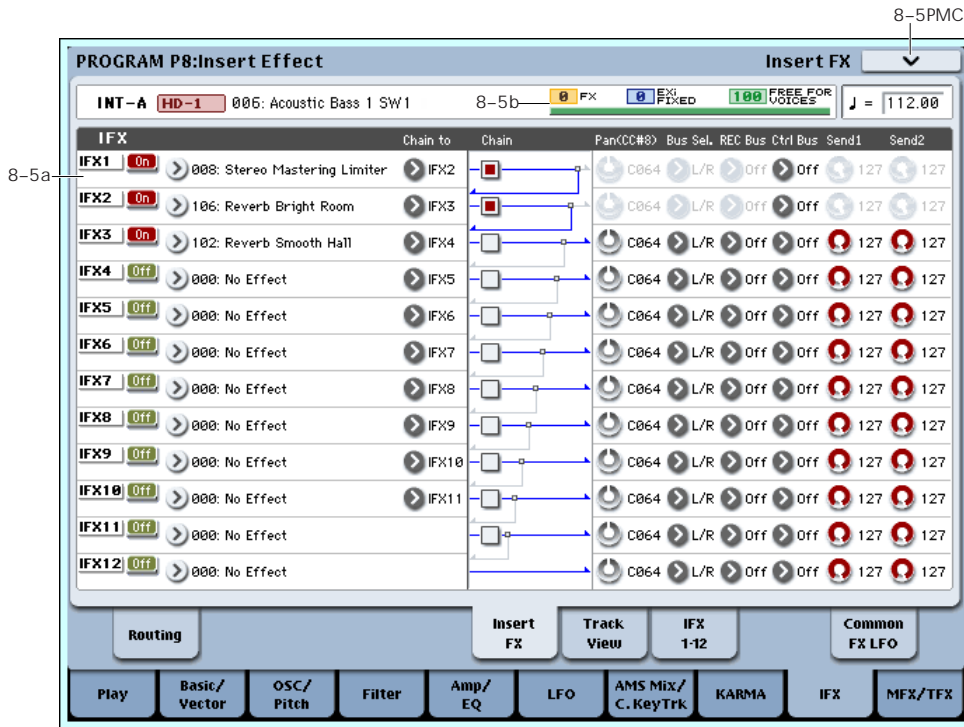 8–5PMC
PROGRAM P8:Insert Effect Insert FX
INT–A HD–1 006: Acoustic Bass 1 SW1 8–5b 0 FX 0 EXi FIXED 100 FREE FOR VOICES ♩ = 112.00
IFX Chain to Chain Pan(CC#8) Bus Sel. REC Bus Ctrl Bus Send1 Send2
8–5a IFX1 On 008: Stereo Mastering Limiter IFX2 C064 L/R Off Off 127 127
IFX2 On 106: Reverb Bright Room IFX3 C064 L/R Off Off 127 127
IFX3 On 102: Reverb Smooth Hall IFX4 C064 L/R Off Off 127 127
IFX4 Off 000: No Effect IFX5 C064 L/R Off Off 127 127
IFX5 Off 000: No Effect IFX6 C064 L/R Off Off 127 127
IFX6 Off 000: No Effect IFX7 C064 L/R Off Off 127 127
IFX7 Off 000: No Effect IFX8 C064 L/R Off Off 127 127
IFX8 Off 000: No Effect IFX9 C064 L/R Off Off 127 127
IFX9 Off 000: No Effect IFX10 C064 L/R Off Off 127 127
IFX10 Off 000: No Effect IFX11 C064 L/R Off Off 127 127
IFX11 Off 000: No Effect C064 L/R Off Off 127 127
IFX12 Off 000: No Effect C064 L/R Off Off 127 127
Routing Insert FX Track View IFX 1-12 Common FX LFO
Play Basic/ Vector OSC/ Pitch Filter Amp/ EQ LFO AMS Mix/ C.KeyTrk KARMA IFX MFX/TFX